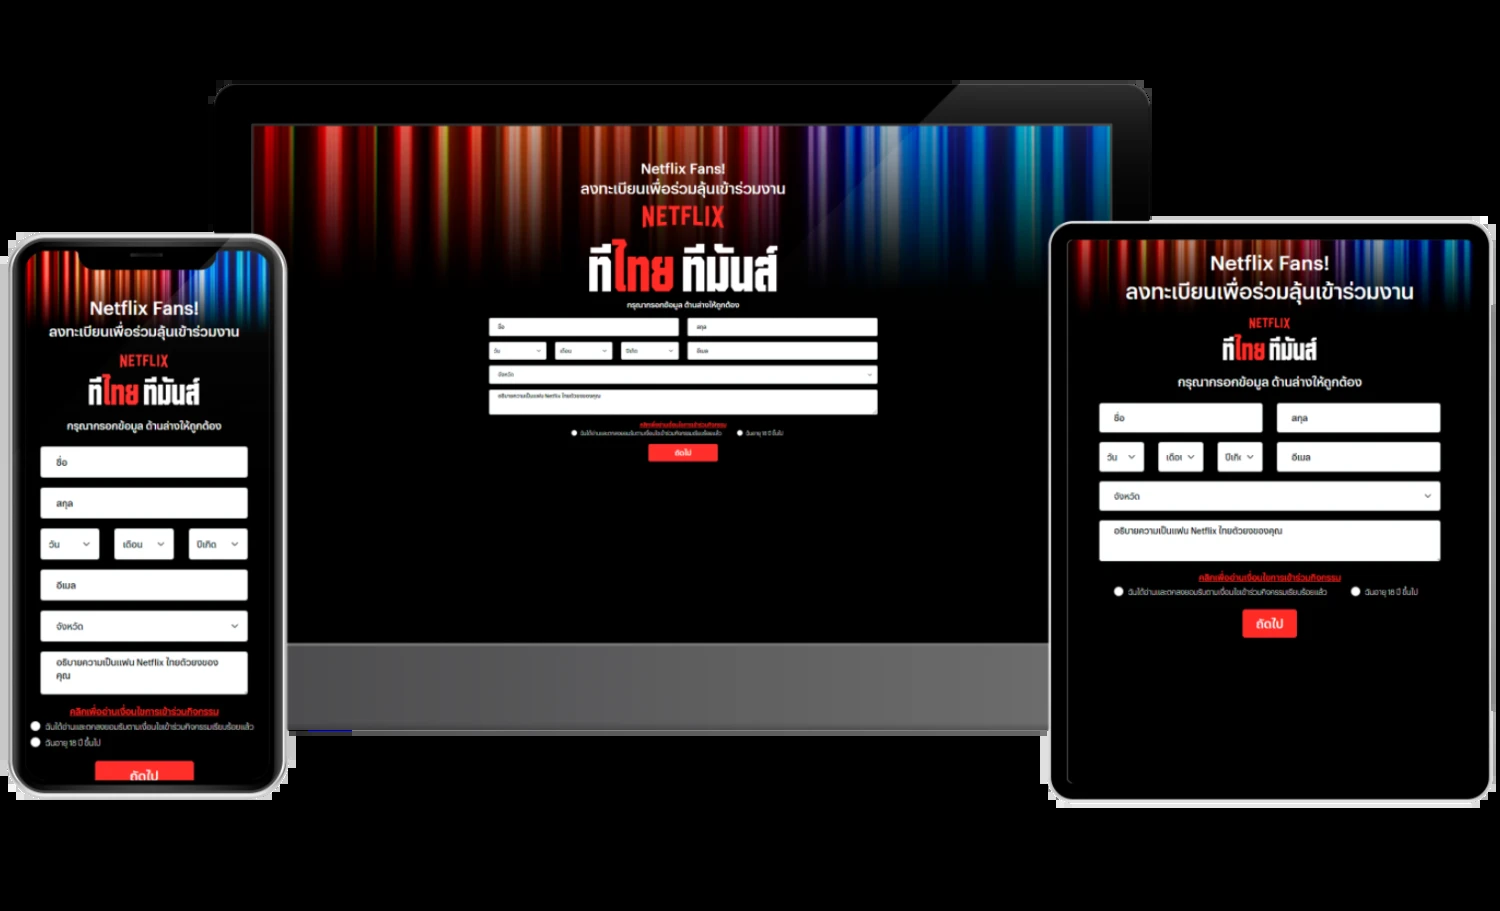 Netflix Fans!
ลงทะเบียนเพื่อร่วมลุ้นเข้าร่วมงาน
NETFLIX
ทีไทย ทีมันส์
กรุณากรอกข้อมูล ด้านล่างให้ถูกต้อง
ชื่อ
สกุล
วัน เดือน ปีเกิด
อีเมล
จังหวัด
อธิบายความเป็นแฟน Netflix ไทยตัวยงของ
คุณ
คลิกเพื่ออ่านเงื่อนไขการเข้าร่วมกิจกรรม
ฉันได้อ่านและตกลงยอมรับตามเงื่อนไขเข้าร่วมกิจกรรมเรียบร้อยแล้ว
ฉันอายุ 18 ปี ขึ้นไป
ถัดไป
Netflix Fans!
ลงทะเบียนเพื่อร่วมลุ้นเข้าร่วมงาน
NETFLIX
ทีไทย ทีมันส์
กรุณากรอกข้อมูล ด้านล่างให้ถูกต้อง
ชื่อ สกุล
วัน เดือน ปีเกิด อีเมล
จังหวัด
อธิบายความเป็นแฟน Netflix ไทยตัวยงของคุณ
คลิกเพื่ออ่านเงื่อนไขการเข้าร่วมกิจกรรม
ฉันได้อ่านและตกลงยอมรับตามเงื่อนไขเข้าร่วมกิจกรรมเรียบร้อยแล้ว ฉันอายุ 18 ปี ขึ้นไป
ถัดไป
Netflix Fans!
ลงทะเบียนเพื่อร่วมลุ้นเข้าร่วมงาน
NETFLIX
ทีไทย ทีมันส์
กรุณากรอกข้อมูล ด้านล่างให้ถูกต้อง
ชื่อ สกุล
วัน เดือ ปีเกิ อีเมล
จังหวัด
อธิบายความเป็นแฟน Netflix ไทยตัวยงของคุณ
คลิกเพื่ออ่านเงื่อนไขการเข้าร่วมกิจกรรม
ฉันได้อ่านและตกลงยอมรับตามเงื่อนไขเข้าร่วมกิจกรรมเรียบร้อยแล้ว ฉันอายุ 18 ปี ขึ้นไป
ถัดไป